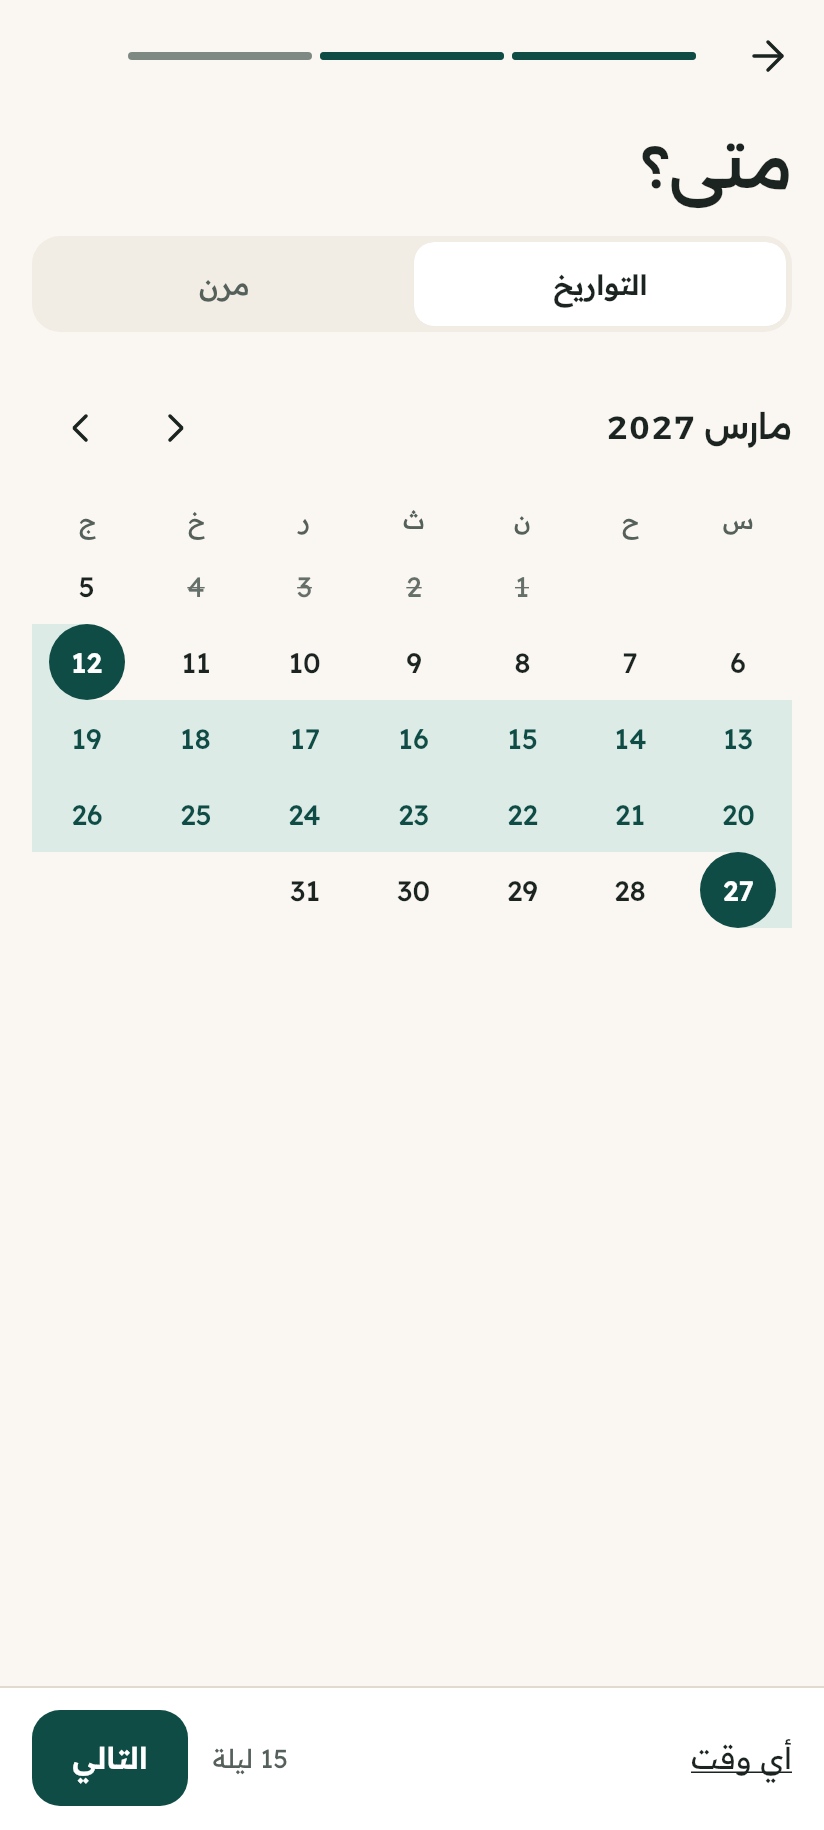 متى؟
التواريخ مرن
مارس 2027
س ح ن ث ر خ ج
1 2 3 4 5
6 7 8 9 10 11 12
13 14 15 16 17 18 19
20 21 22 23 24 25 26
27 28 29 30 31
أي وقت 15 ليلة التالي